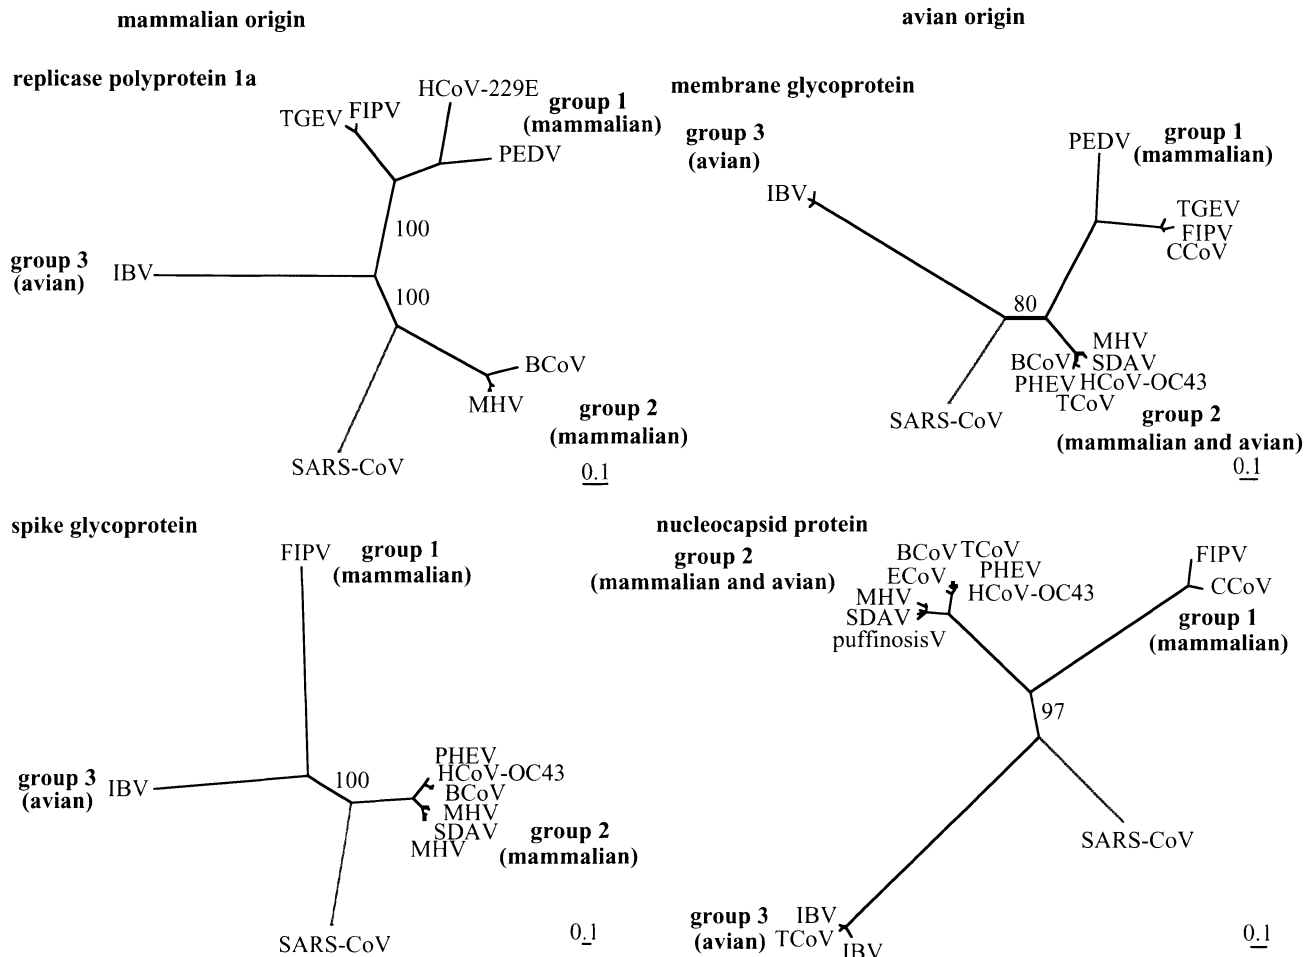 mammalian origin
avian origin
replicase polyprotein 1a
HCoV-229E
TGEV
FIPV
group 1
(mammalian)
PEDV
100
group 3
(avian)
IBV
100
BCoV
MHV
group 2
(mammalian)
SARS-CoV
0.1
membrane glycoprotein
group 3
(avian)
IBV
PEDV
group 1
(mammalian)
TGEV
FIPV
CCoV
80
MHV
BCoV
SDAV
PHEV
HCoV-OC43
TCoV
SARS-CoV
group 2
(mammalian and avian)
0.1
spike glycoprotein
FIPV
group 1
(mammalian)
group 3
(avian)
IBV
100
PHEV
HCoV-OC43
BCoV
MHV
SDAV
MHV
group 2
(mammalian)
SARS-CoV
0.1
nucleocapsid protein
group 2
(mammalian and avian)
BCoV
TCoV
ECoV
PHEV
MHV
HCoV-OC43
SDAV
puffinosisV
FIPV
CCoV
group 1
(mammalian)
97
SARS-CoV
group 3
(avian)
IBV
TCoV
IBV
0.1